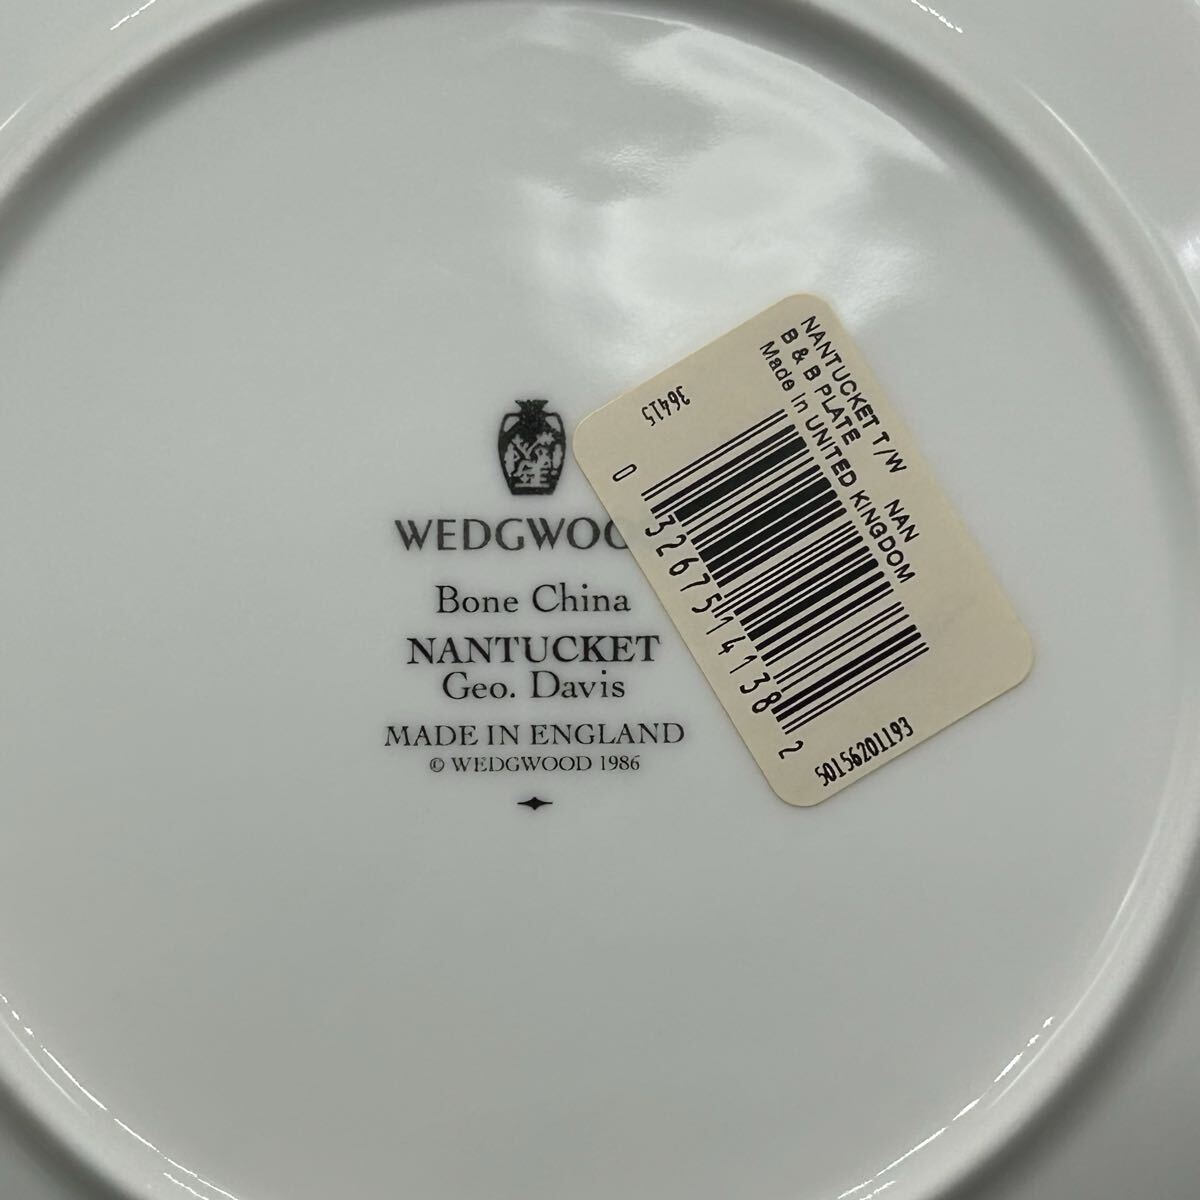 WEDGWOO
Bone China
NANTUCKET
Geo. Davis
MADE IN ENGLAND
© WEDGWOOD 1986
NANTUCKET T/W NAN
B & B PLATE
Made in UNITED KINGDOM
36415
0 32675 14138 2
50156201193